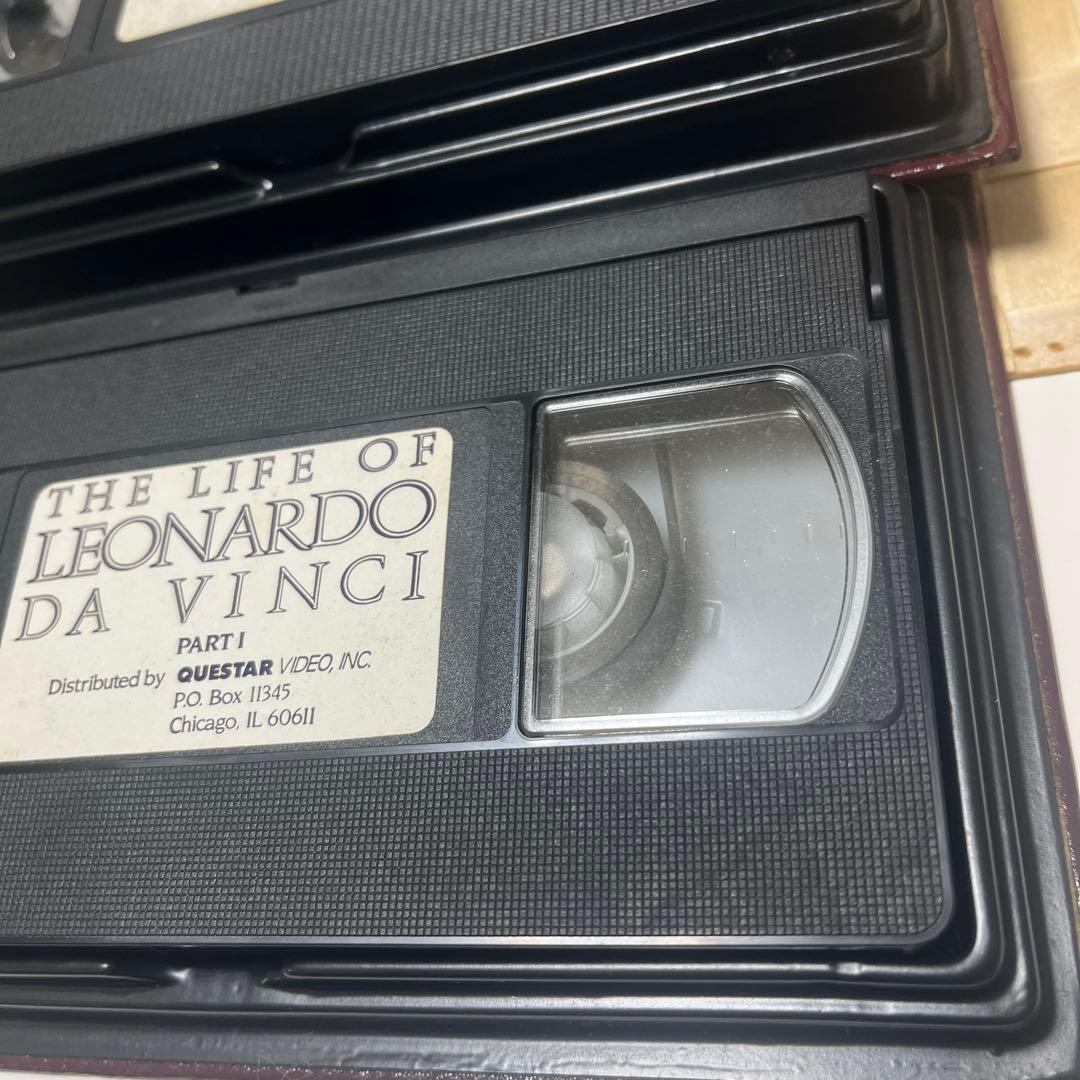 THE LIFE OF
LEONARDO
DA VINCI
PART I
Distributed by QUESTAR VIDEO, INC.
P.O. Box 11345
Chicago, IL 60611